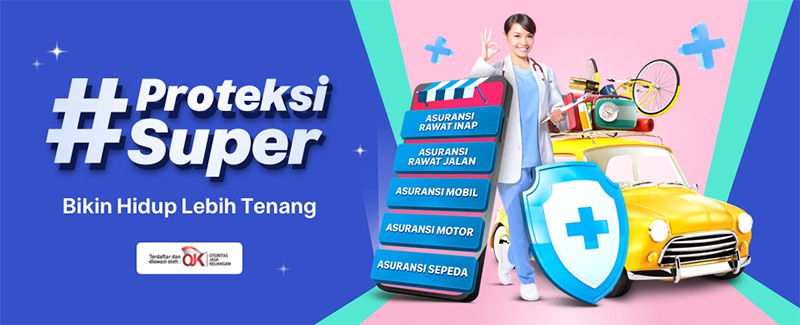 #Proteksi
Super
Bikin Hidup Lebih Tenang
Terdaftar dan
diawasi oleh :
OJK
OTORITAS
JASA
KEUANGAN
ASURANSI
RAWAT INAP
ASURANSI
RAWAT JALAN
ASURANSI MOBIL
ASURANSI MOTOR
ASURANSI SEPEDA